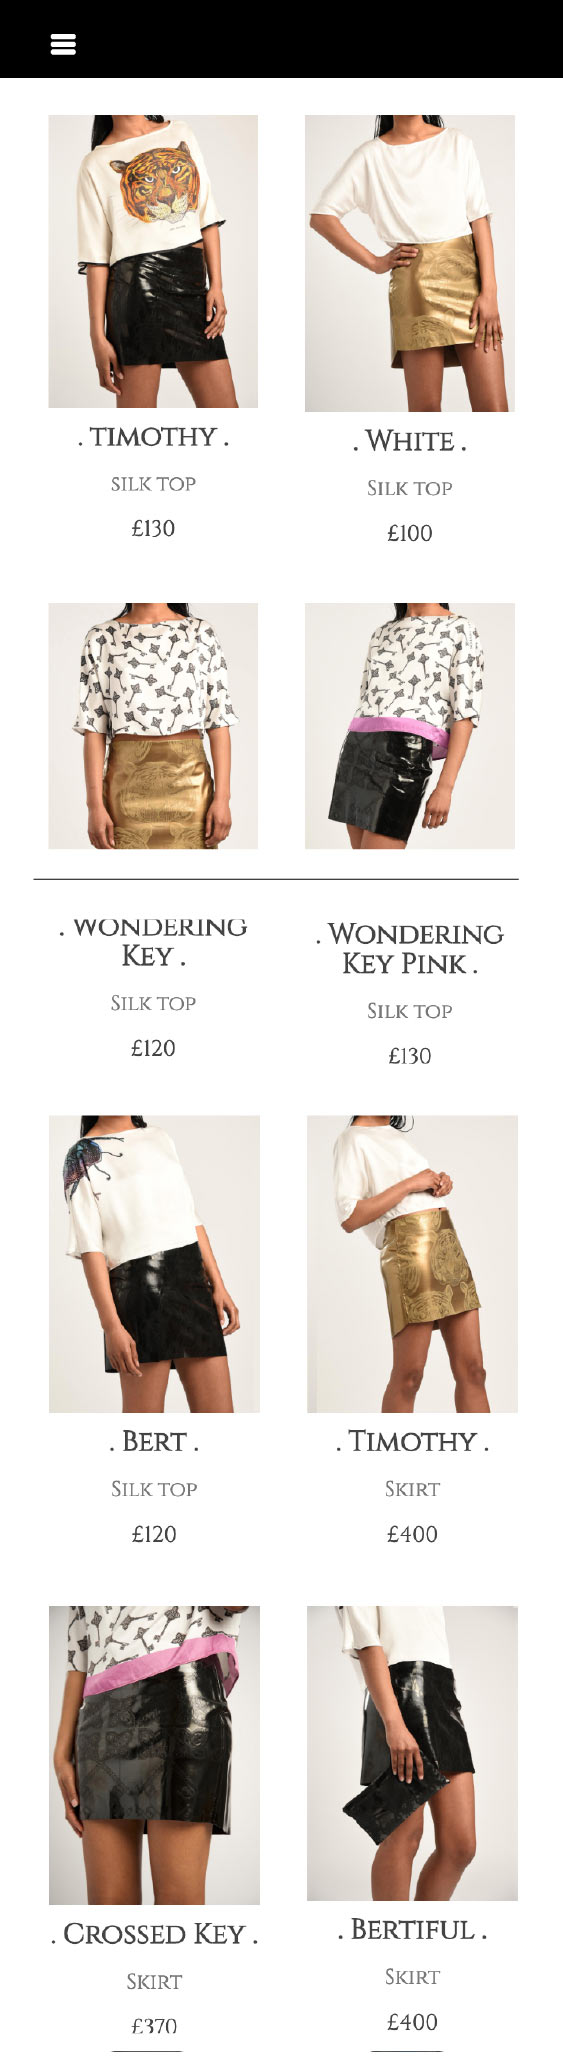 . TIMOTHY .
SILK TOP
£130
. WHITE .
SILK TOP
£100
. WONDERING
KEY .
SILK TOP
£120
. WONDERING
KEY PINK .
SILK TOP
£130
. BERT .
SILK TOP
£120
. TIMOTHY .
SKIRT
£400
. CROSSED KEY .
SKIRT
£370
. BERTIFUL .
SKIRT
£400